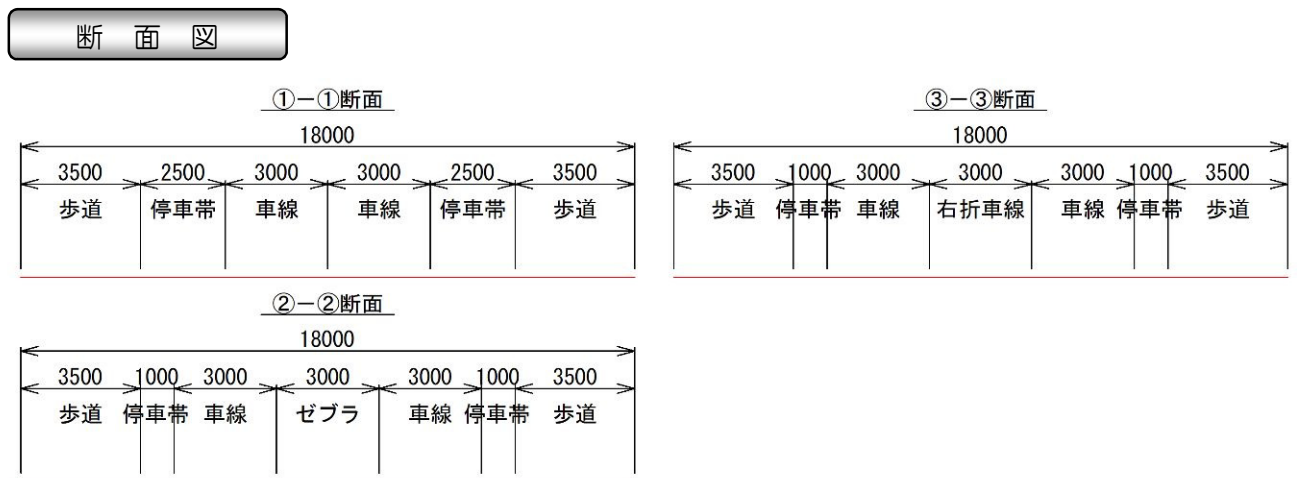 断面図
①－①断面
18000
3500 2500 3000 3000 2500 3500
歩道 停車帯 車線 車線 停車帯 歩道
②－②断面
18000
3500 1000 3000 3000 3000 1000 3500
歩道 停車帯 車線 ゼブラ 車線 停車帯 歩道
③－③断面
18000
3500 1000 3000 3000 3000 1000 3500
歩道 停車帯 車線 右折車線 車線 停車帯 歩道